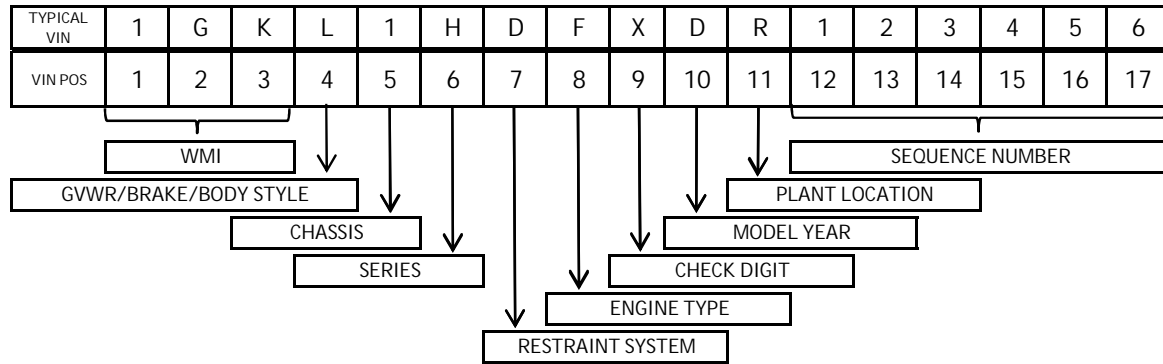 TYPICAL VIN 1 G K L 1 H D F X D R 1 2 3 4 5 6
VIN POS 1 2 3 4 5 6 7 8 9 10 11 12 13 14 15 16 17
WMI
SEQUENCE NUMBER
GVWR/BRAKE/BODY STYLE
PLANT LOCATION
CHASSIS
MODEL YEAR
SERIES
CHECK DIGIT
ENGINE TYPE
RESTRAINT SYSTEM